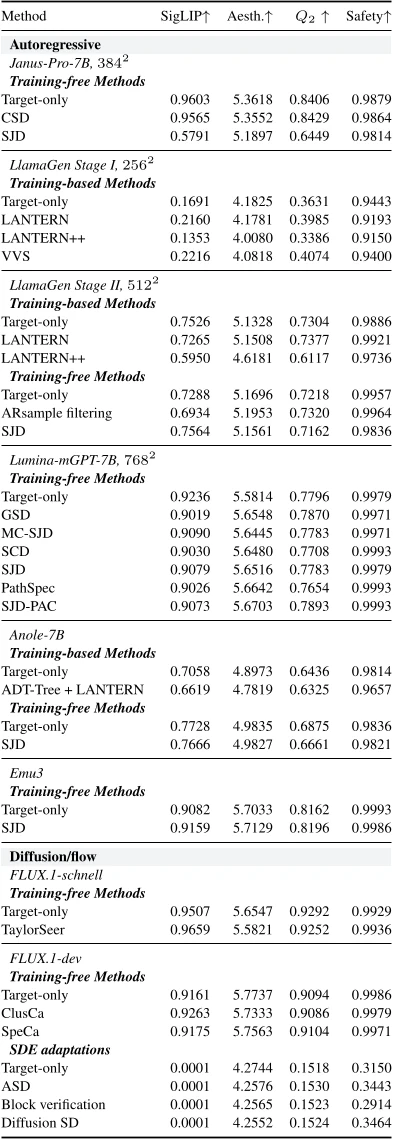 Method SigLIP↑ Aesth.↑ Q₂ ↑ Safety↑
Autoregressive
Janus-Pro-7B, 384²
Training-free Methods
Target-only 0.9603 5.3618 0.8406 0.9879
CSD 0.9565 5.3552 0.8429 0.9864
SJD 0.5791 5.1897 0.6449 0.9814
LlamaGen Stage I, 256²
Training-based Methods
Target-only 0.1691 4.1825 0.3631 0.9443
LANTERN 0.2160 4.1781 0.3985 0.9193
LANTERN++ 0.1353 4.0080 0.3386 0.9150
VVS 0.2216 4.0818 0.4074 0.9400
LlamaGen Stage II, 512²
Training-based Methods
Target-only 0.7526 5.1328 0.7304 0.9886
LANTERN 0.7265 5.1508 0.7377 0.9921
LANTERN++ 0.5950 4.6181 0.6117 0.9736
Training-free Methods
Target-only 0.7288 5.1696 0.7218 0.9957
ARsample filtering 0.6934 5.1953 0.7320 0.9964
SJD 0.7564 5.1561 0.7162 0.9836
Lumina-mGPT-7B, 768²
Training-free Methods
Target-only 0.9236 5.5814 0.7796 0.9979
GSD 0.9019 5.6548 0.7870 0.9971
MC-SJD 0.9090 5.6445 0.7783 0.9971
SCD 0.9030 5.6480 0.7708 0.9993
SJD 0.9079 5.6516 0.7783 0.9979
PathSpec 0.9026 5.6642 0.7654 0.9993
SJD-PAC 0.9073 5.6703 0.7893 0.9993
Anole-7B
Training-based Methods
Target-only 0.7058 4.8973 0.6436 0.9814
ADT-Tree + LANTERN 0.6619 4.7819 0.6325 0.9657
Training-free Methods
Target-only 0.7728 4.9835 0.6875 0.9836
SJD 0.7666 4.9827 0.6661 0.9821
Emu3
Training-free Methods
Target-only 0.9082 5.7033 0.8162 0.9993
SJD 0.9159 5.7129 0.8196 0.9986
Diffusion/flow
FLUX.1-schnell
Training-free Methods
Target-only 0.9507 5.6547 0.9292 0.9929
TaylorSeer 0.9659 5.5821 0.9252 0.9936
FLUX.1-dev
Training-free Methods
Target-only 0.9161 5.7737 0.9094 0.9986
ClusCa 0.9263 5.7333 0.9086 0.9979
SpeCa 0.9175 5.7563 0.9104 0.9971
SDE adaptations
Target-only 0.0001 4.2744 0.1518 0.3150
ASD 0.0001 4.2576 0.1530 0.3443
Block verification 0.0001 4.2565 0.1523 0.2914
Diffusion SD 0.0001 4.2552 0.1524 0.3464